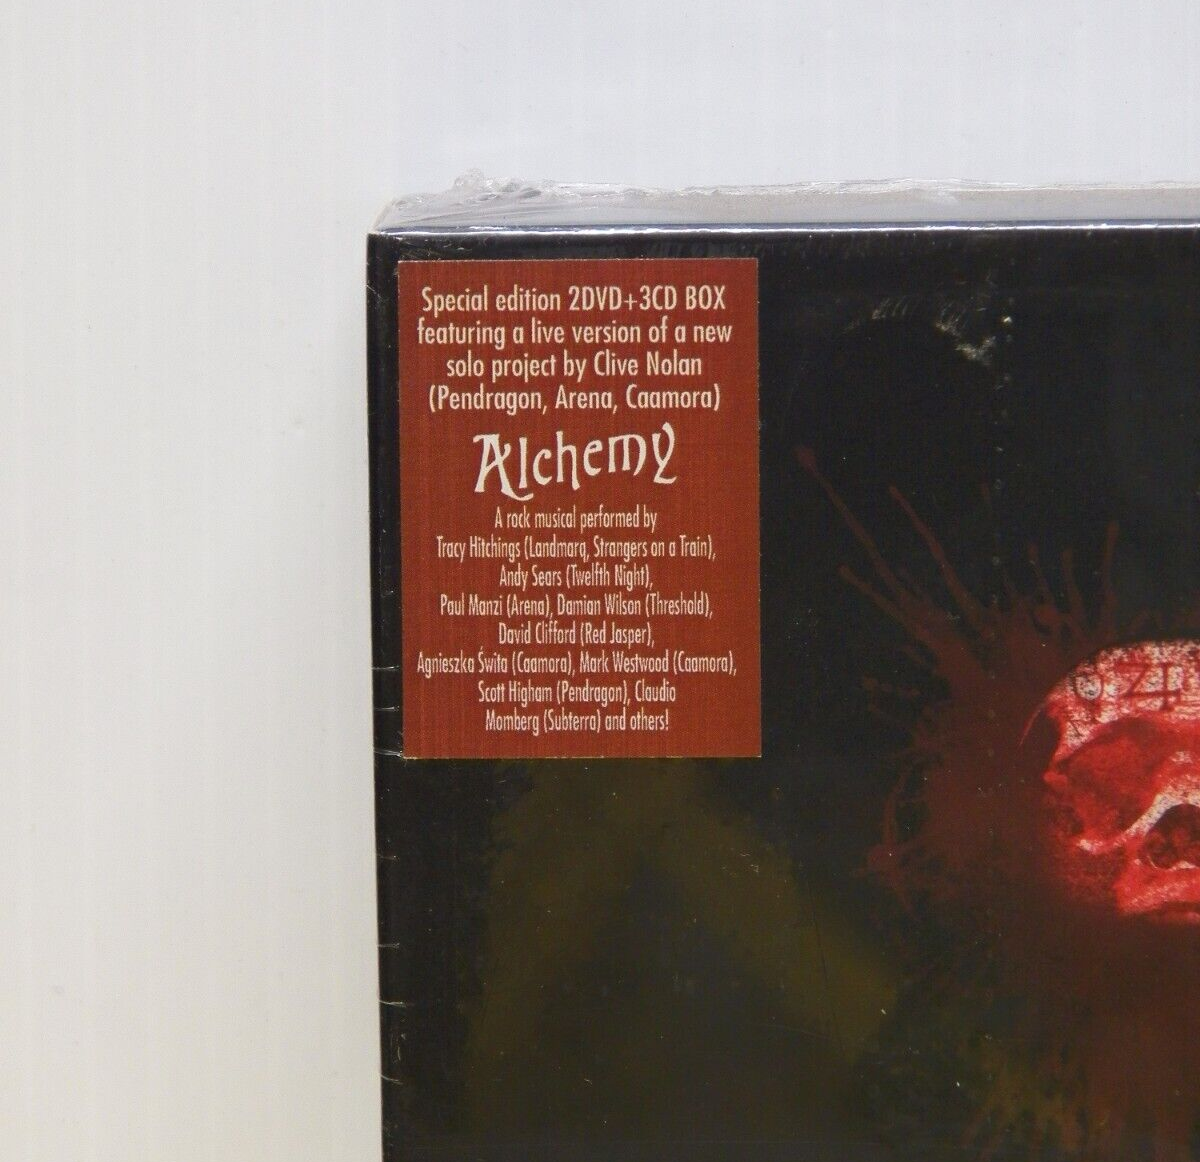 Special edition 2DVD+3CD BOX
featuring a live version of a new
solo project by Clive Nolan
(Pendragon, Arena, Caamora)
Alchemy
A rock musical performed by
Tracy Hitchings (Landmarq, Strangers on a Train),
Andy Sears (Twelfth Night),
Paul Manzi (Arena), Damian Wilson (Threshold),
David Clifford (Red Jasper),
Agnieszka Świta (Caamora), Mark Westwood (Caamora),
Scott Higham (Pendragon), Claudio
Momberg (Subterra) and others!